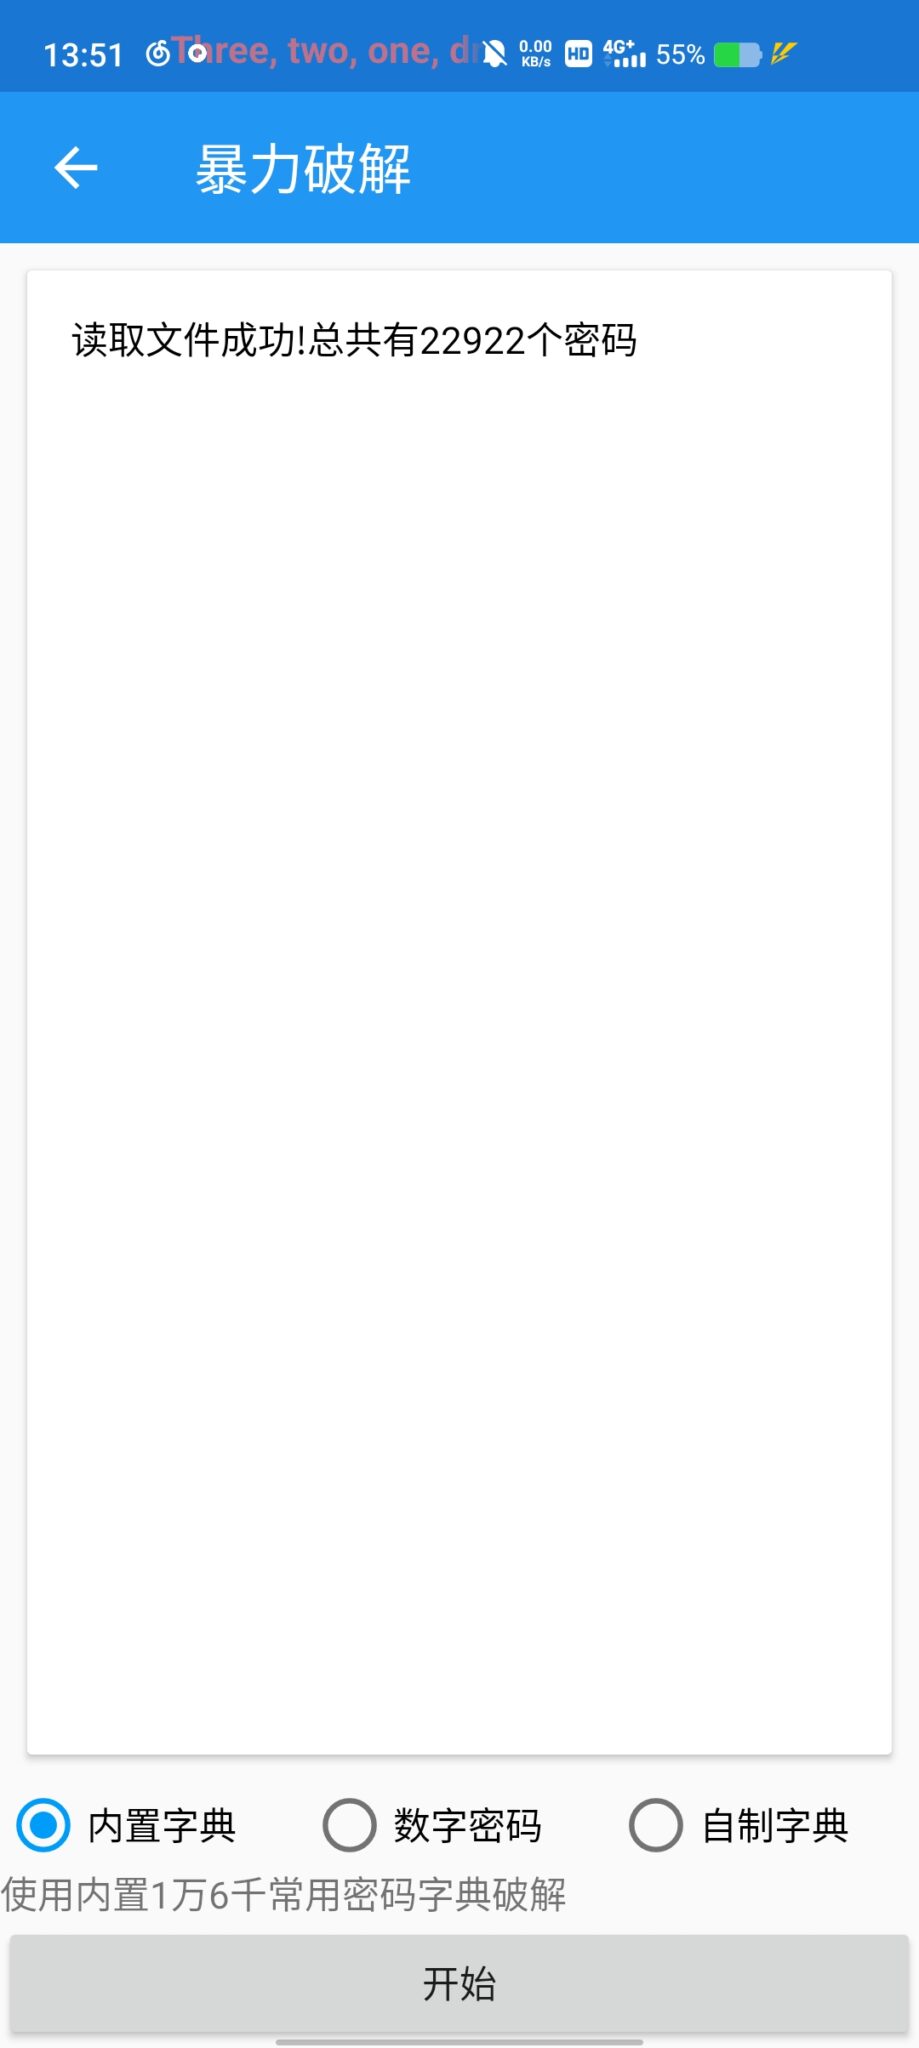 13:51 Three, two, one, d 0.00 KB/s HD 4G+ 55%
暴力破解
读取文件成功!总共有22922个密码
内置字典 数字密码 自制字典
使用内置1万6千常用密码字典破解
开始